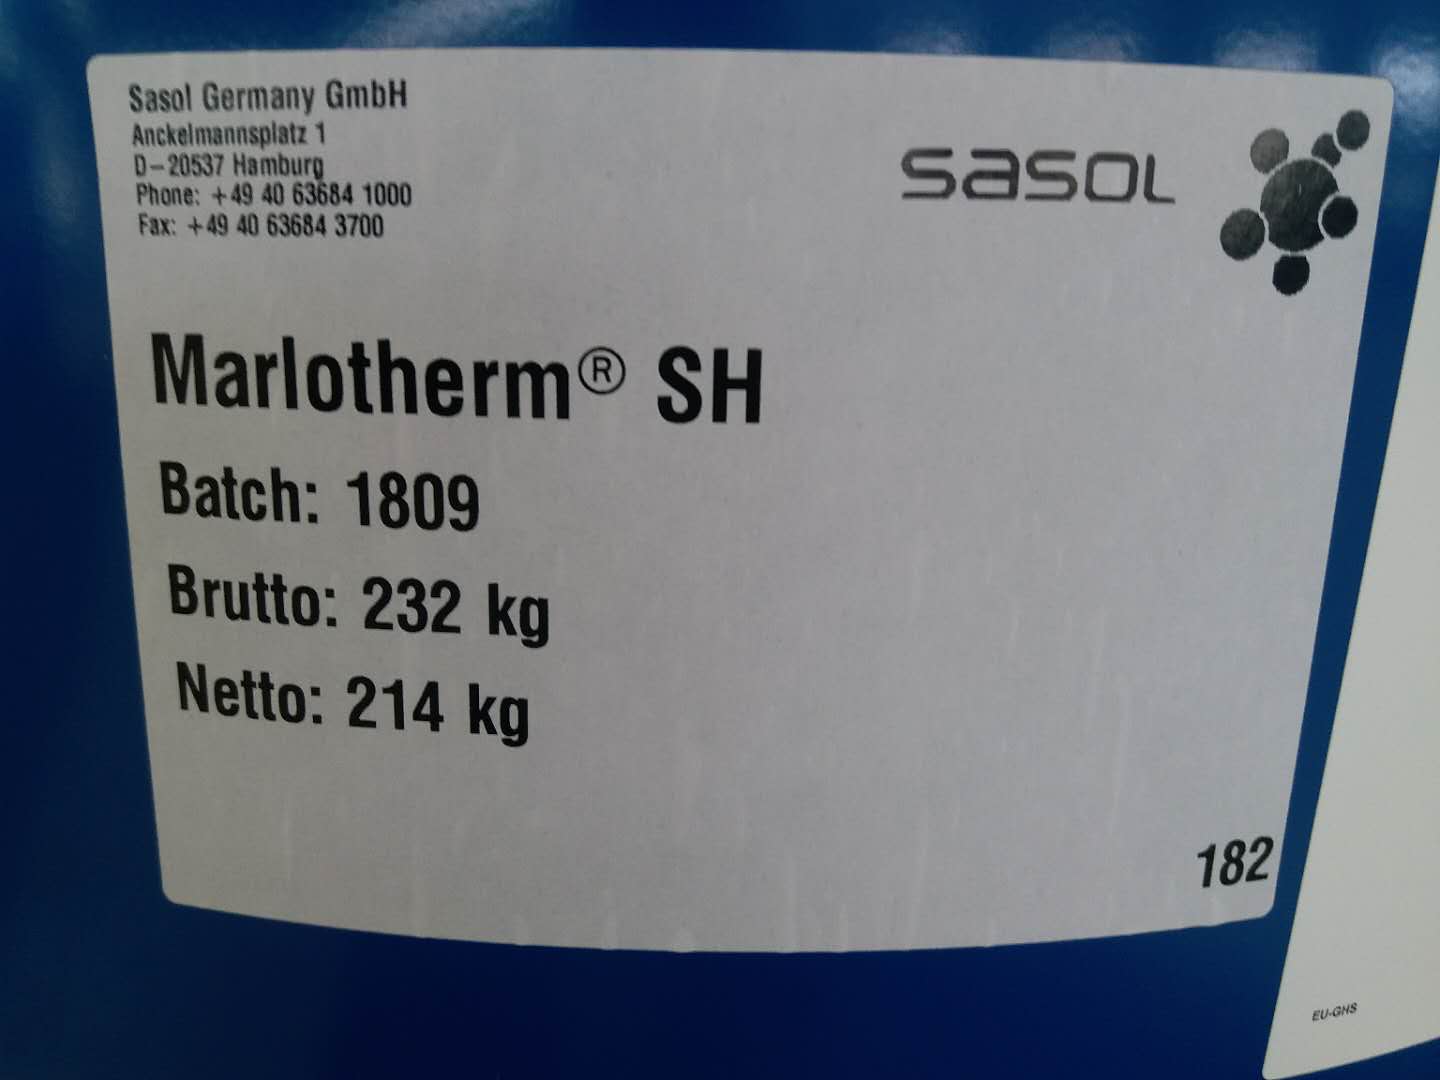 Sasol Germany GmbH
Anckelmannsplatz 1
D-20537 Hamburg
Phone: +49 40 63684 1000
Fax: +49 40 63684 3700
sasol
Marlotherm® SH
Batch: 1809
Brutto: 232 kg
Netto: 214 kg
182
EU-GHS